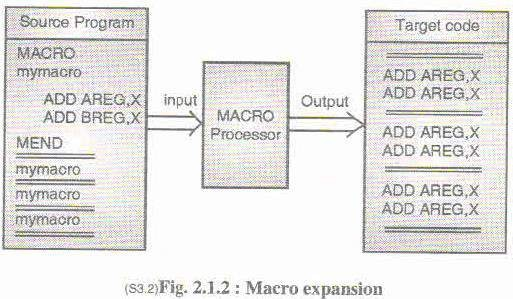 Source Program
MACRO
mymacro
ADD AREG,X
ADD BREG,X
MEND
mymacro
mymacro
mymacro
input
MACRO
Processor
Output
Target code
ADD AREG,X
ADD AREG,X
ADD AREG,X
ADD AREG,X
ADD AREG,X
ADD AREG,X
(S3.2)Fig. 2.1.2 : Macro expansion